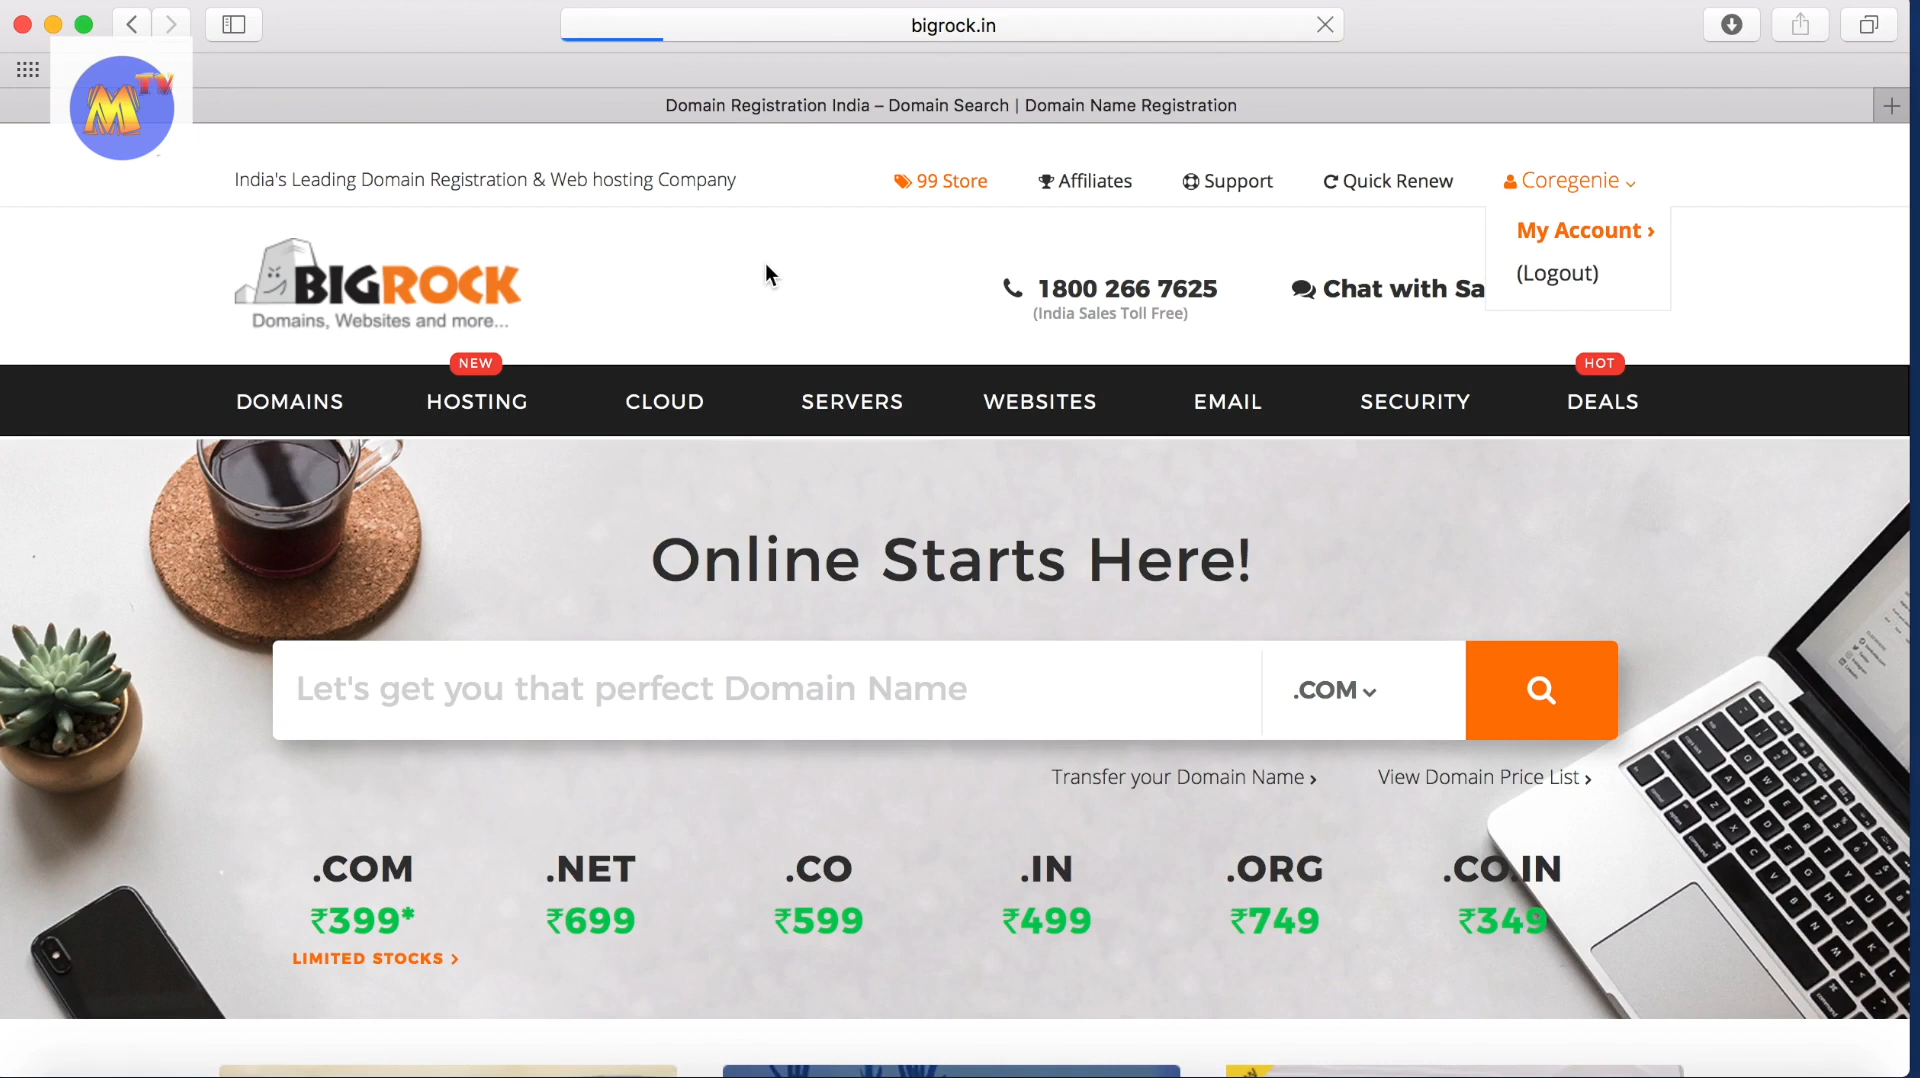 bigrock.in
M TV
Domain Registration India – Domain Search | Domain Name Registration
India's Leading Domain Registration & Web hosting Company
99 Store
Affiliates
Support
Quick Renew
Coregenie
My Account ›
(Logout)
BIGROCK
Domains, Websites and more...
1800 266 7625
(India Sales Toll Free)
Chat with Sa
NEW
HOT
DOMAINS
HOSTING
CLOUD
SERVERS
WEBSITES
EMAIL
SECURITY
DEALS
Online Starts Here!
Let's get you that perfect Domain Name
.COM
Transfer your Domain Name ›
View Domain Price List ›
.COM
.NET
.CO
.IN
.ORG
.CO.IN
₹399*
₹699
₹599
₹499
₹749
₹349
LIMITED STOCKS ›